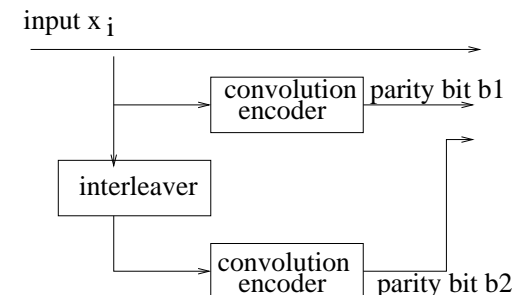 input x i
convolution
encoder
parity bit b1
interleaver
convolution
encoder
parity bit b2